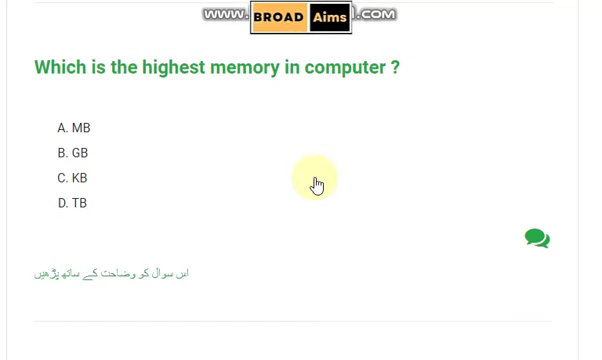 www. .com
BROAD Aims
Which is the highest memory in computer ?
A. MB
B. GB
C. KB
D. TB
اس سوال کو وضاحت کے ساتھ پڑھیں